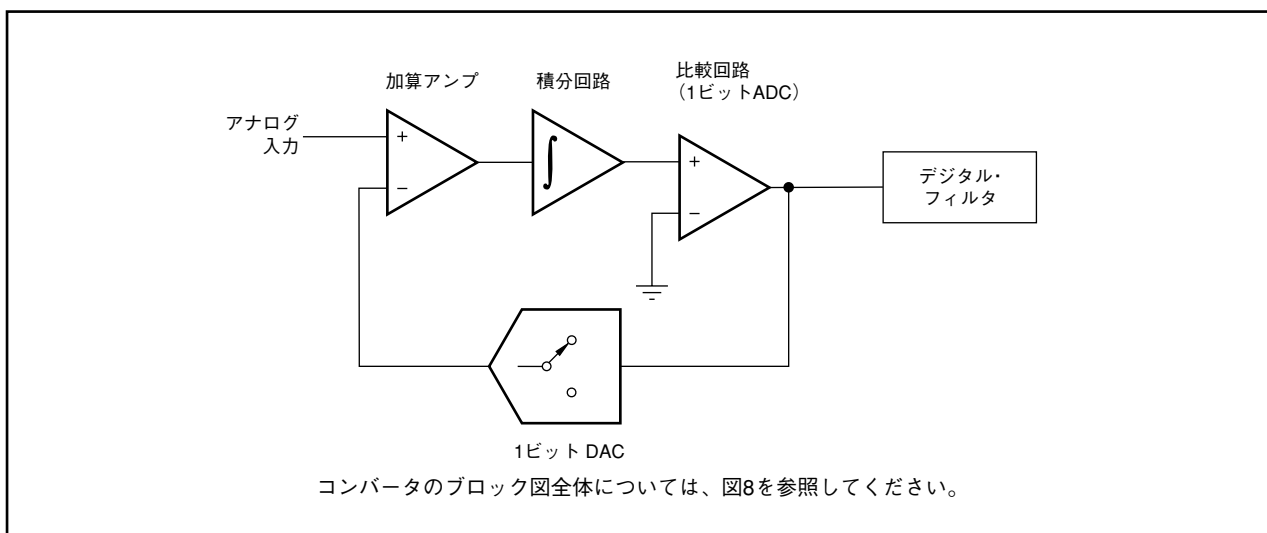 加算アンプ
積分回路
比較回路
（1ビットADC）
アナログ
入力
+
−
∫
+
−
デジタル・
フィルタ
1ビット DAC
コンバータのブロック図全体については、図8を参照してください。